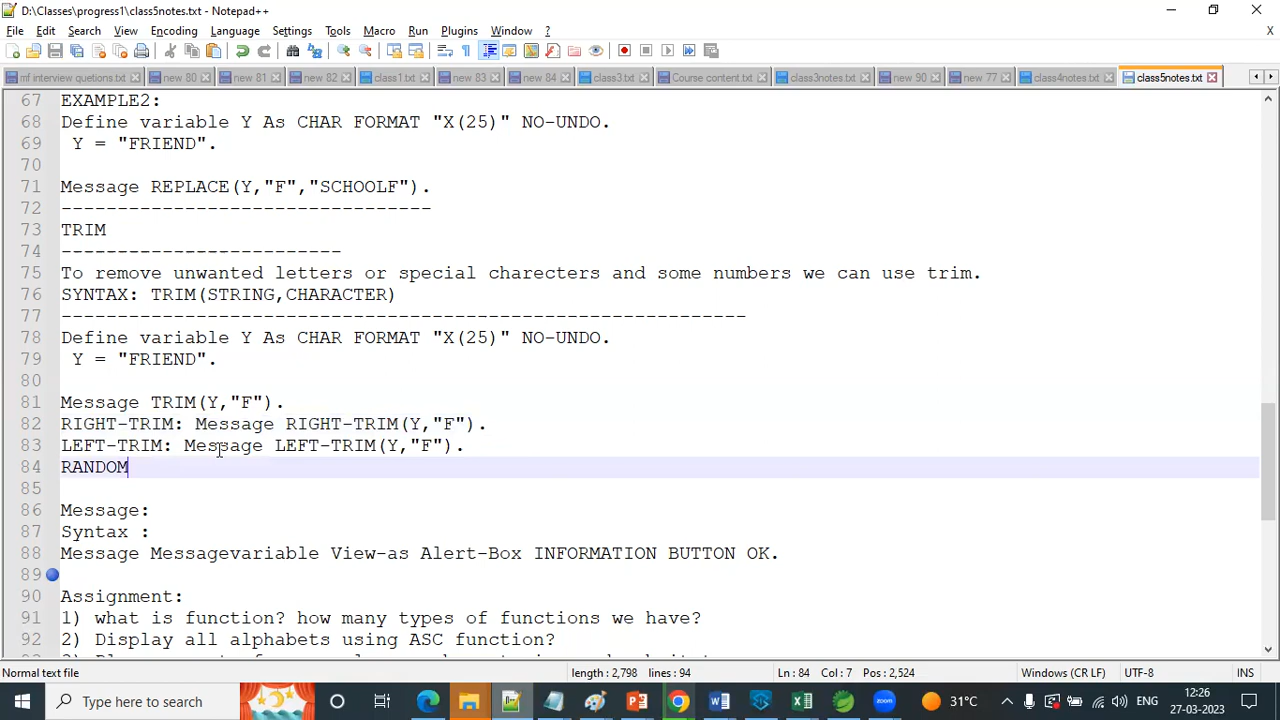 D:\Classes\progress1\class5notes.txt - Notepad++
File Edit Search View Encoding Language Settings Tools Macro Run Plugins Window ? X
mf interview quetions.txt new 80 new 81 new 82 class1.txt new 83 new 84 class3.txt Course content.txt class3notes.txt new 90 new 77 class4notes.txt class5notes.txt
67 EXAMPLE2:
68 Define variable Y As CHAR FORMAT "X(25)" NO-UNDO.
69 Y = "FRIEND".
70
71 Message REPLACE(Y,"F","SCHOOLF").
72 ---------------------------------
73 TRIM
74 -------------------------
75 To remove unwanted letters or special charecters and some numbers we can use trim.
76 SYNTAX: TRIM(STRING,CHARACTER)
77 -------------------------------------------------------------
78 Define variable Y As CHAR FORMAT "X(25)" NO-UNDO.
79 Y = "FRIEND".
80
81 Message TRIM(Y,"F").
82 RIGHT-TRIM: Message RIGHT-TRIM(Y,"F").
83 LEFT-TRIM: Message LEFT-TRIM(Y,"F").
84 RANDOM
85
86 Message:
87 Syntax :
88 Message Messagevariable View-as Alert-Box INFORMATION BUTTON OK.
89
90 Assignment:
91 1) what is function? how many types of functions we have?
92 2) Display all alphabets using ASC function?
Normal text file length : 2,798 lines : 94 Ln : 84 Col : 7 Pos : 2,524 Windows (CR LF) UTF-8 INS
Type here to search 31°C ENG 12:26
27-03-2023